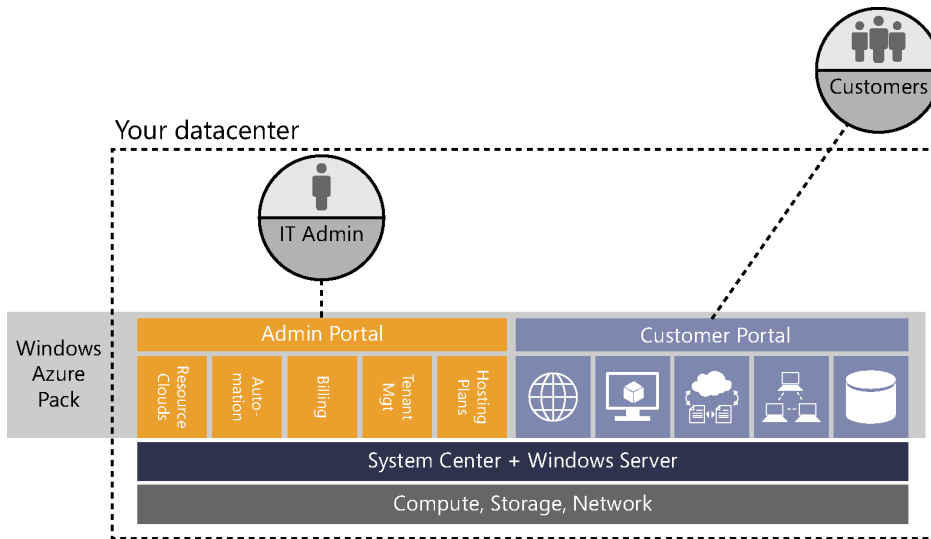 Customers
Your datacenter
IT Admin
Windows
Azure
Pack
Admin Portal
Customer Portal
Resource
Clouds
Auto-
mation
Billing
Tenant
Mgt
Hosting
Plans
System Center + Windows Server
Compute, Storage, Network